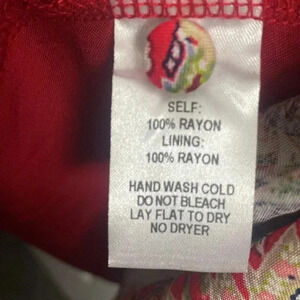 SELF:
100% RAYON
LINING:
100% RAYON
HAND WASH COLD
DO NOT BLEACH
LAY FLAT TO DRY
NO DRYER